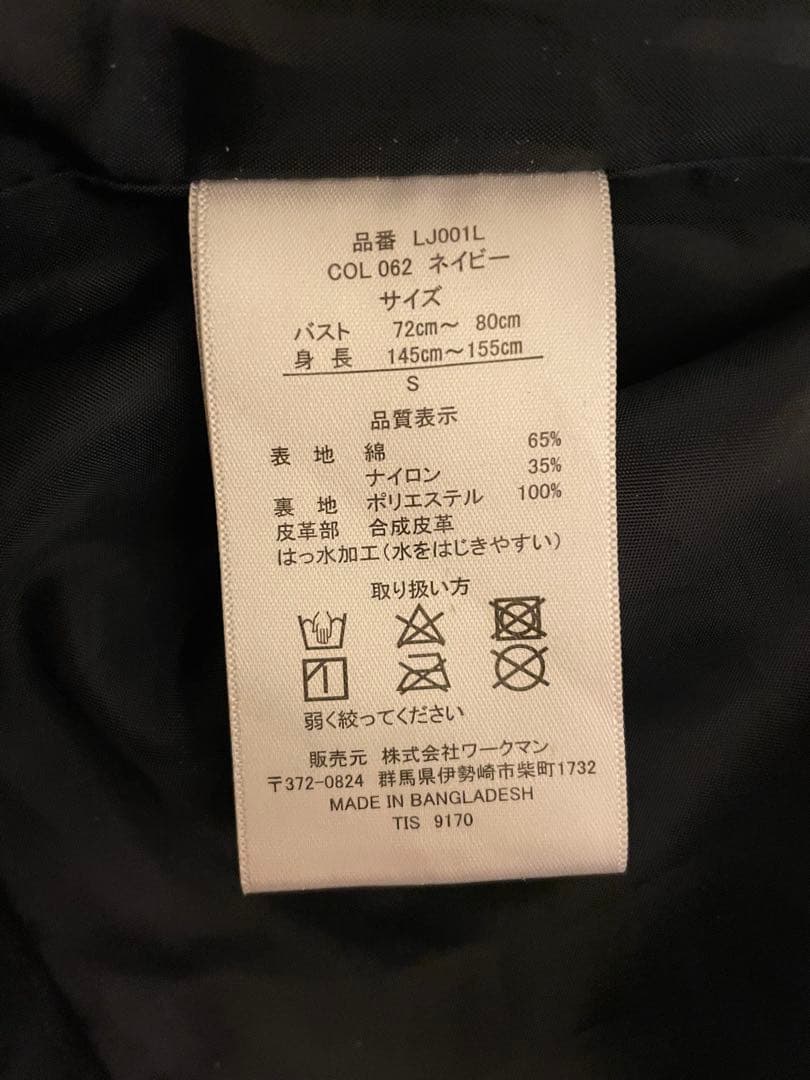 品番 LJ001L
COL 062 ネイビー
サイズ
バスト 72cm～ 80cm
身 長 145cm～155cm
S
品質表示
表 地 綿 65%
ナイロン 35%
裏 地 ポリエステル 100%
皮革部 合成皮革
はっ水加工(水をはじきやすい)
取り扱い方
弱く絞ってください
販売元 株式会社ワークマン
〒372-0824 群馬県伊勢崎市柴町1732
MADE IN BANGLADESH
TIS 9170